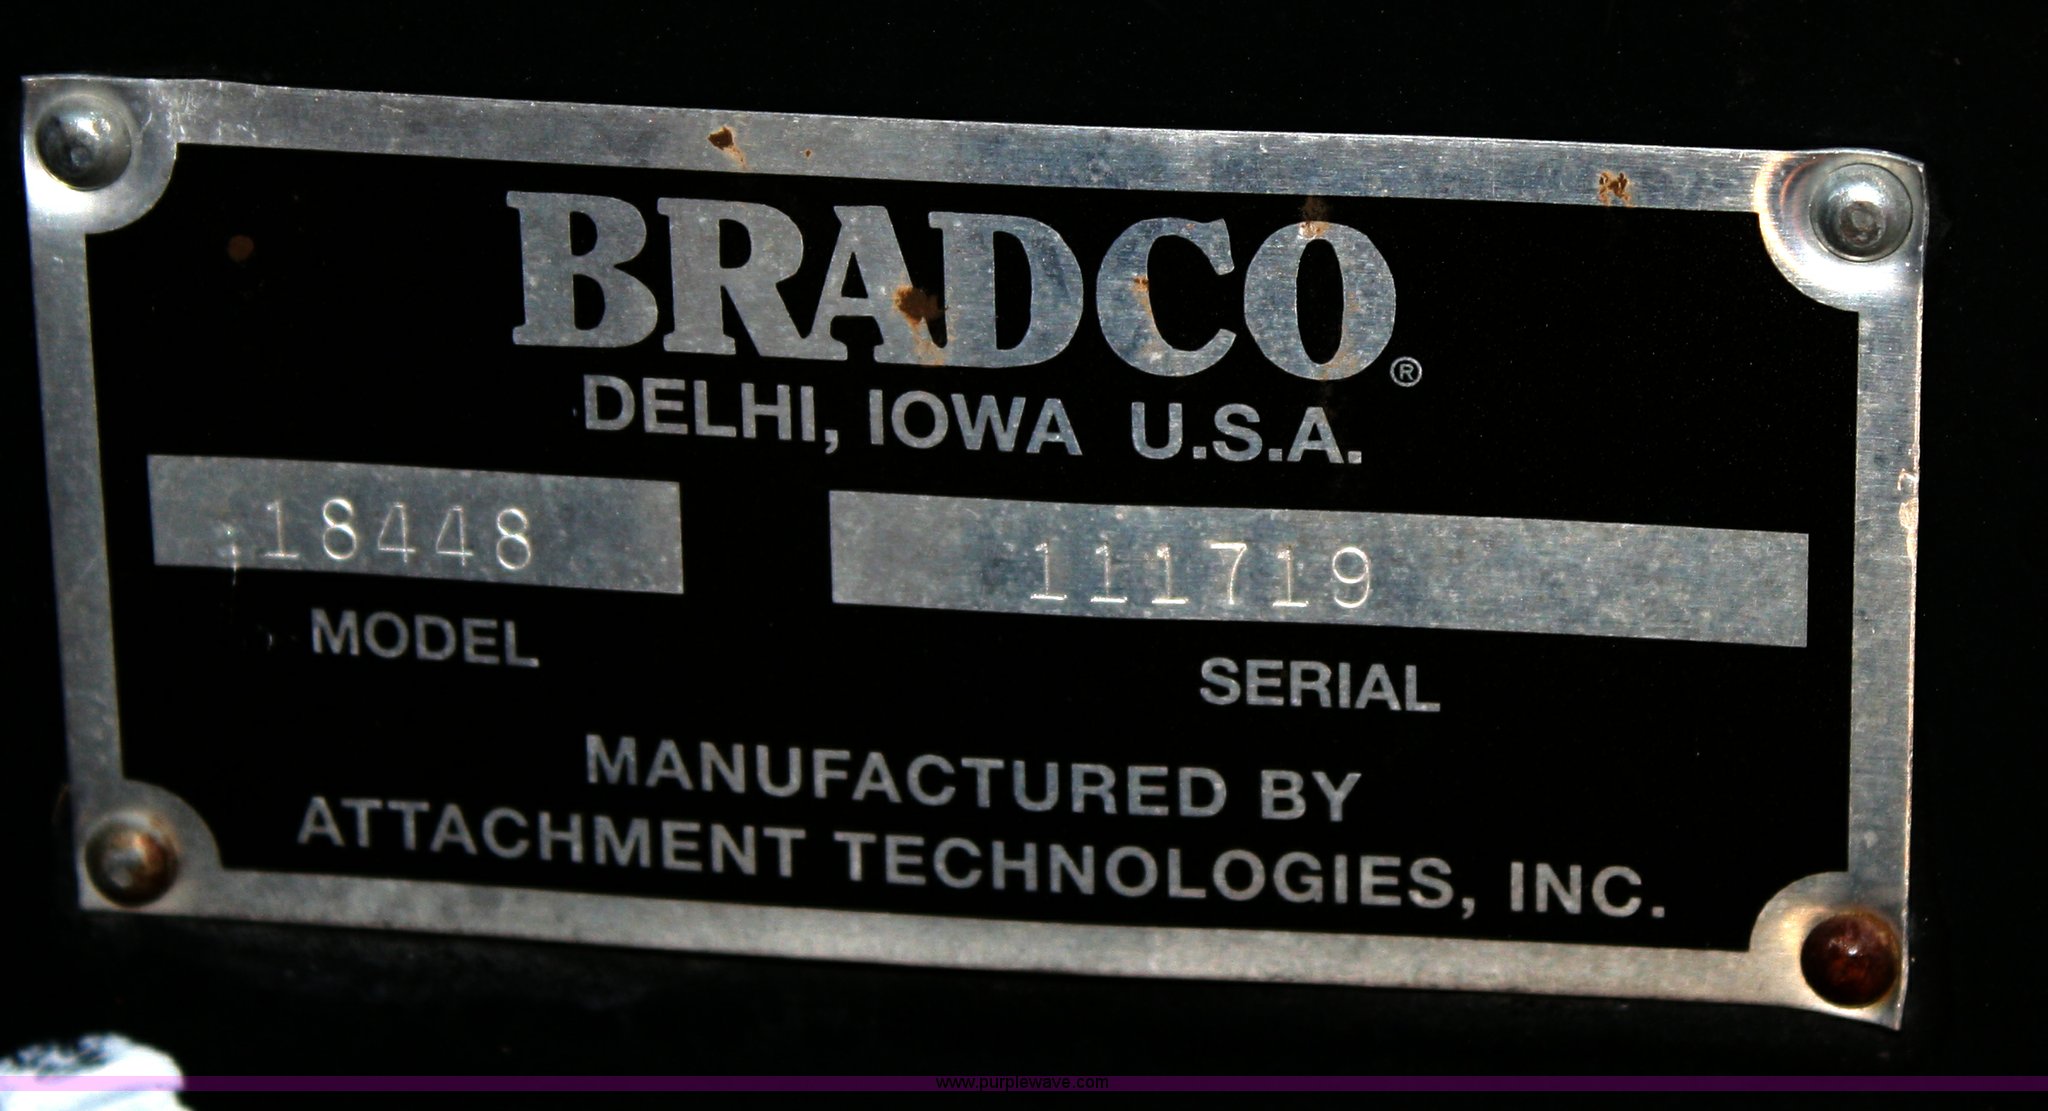 BRADCO®
DELHI, IOWA U.S.A.
18448 111719
MODEL SERIAL
MANUFACTURED BY
ATTACHMENT TECHNOLOGIES, INC.
www.purplewave.com